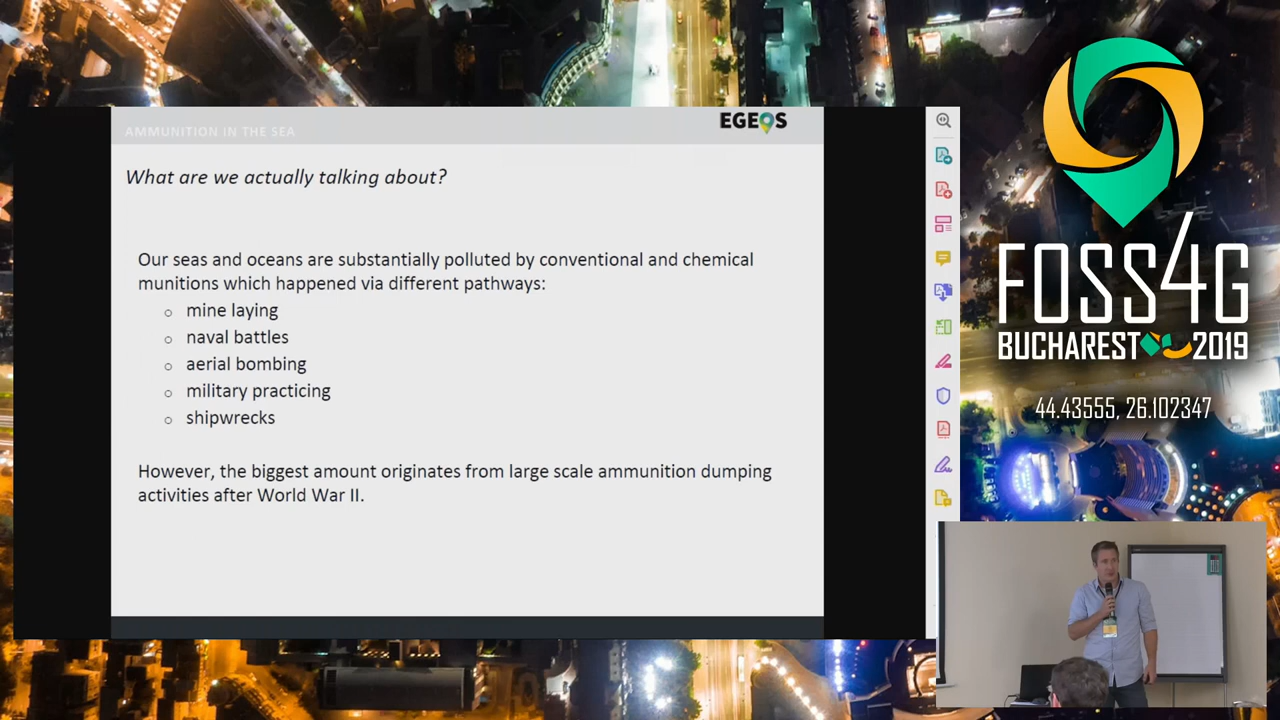 AMMUNITION IN THE SEA
EGEOS
What are we actually talking about?
Our seas and oceans are substantially polluted by conventional and chemical
munitions which happened via different pathways:
○ mine laying
○ naval battles
○ aerial bombing
○ military practicing
○ shipwrecks
However, the biggest amount originates from large scale ammunition dumping
activities after World War II.
FOSS4G
BUCHAREST 2019
44.43555, 26.102347